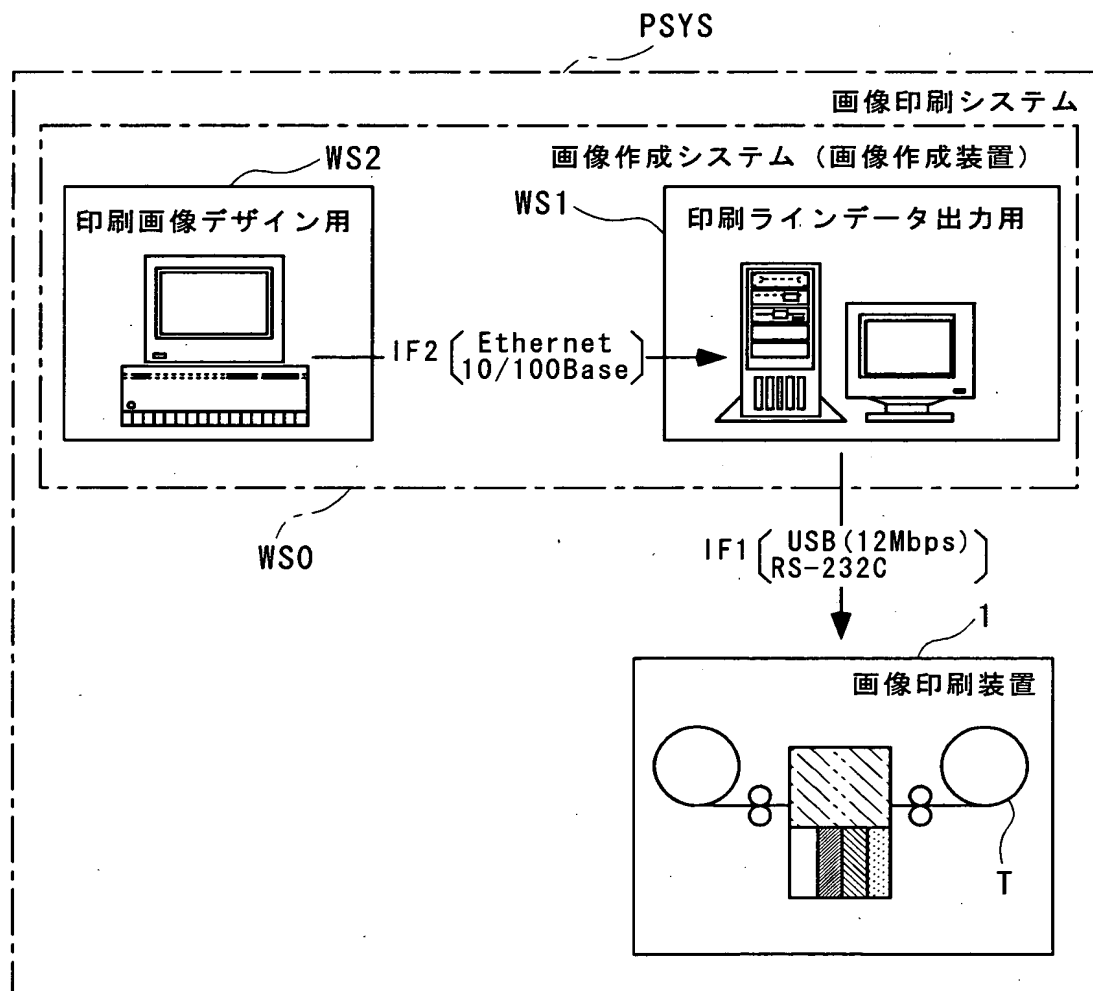 PSYS
画像印刷システム
画像作成システム（画像作成装置）
WS2
印刷画像デザイン用
WS1
印刷ラインデータ出力用
IF2
Ethernet
10/100Base
WS0
IF1
USB(12Mbps)
RS-232C
1
画像印刷装置
T